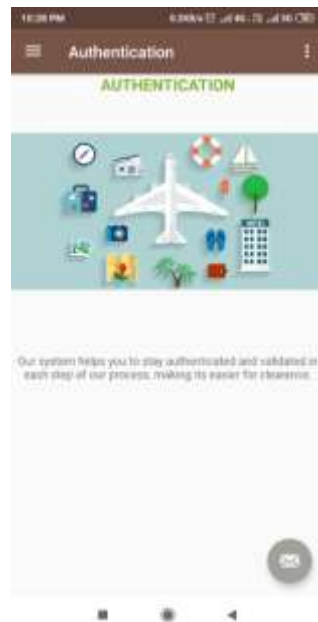 10:28 PM
Authentication
AUTHENTICATION
HOTEL
Our system helps you to stay authenticated and validated in
each step of our process, making its easier for clearence.